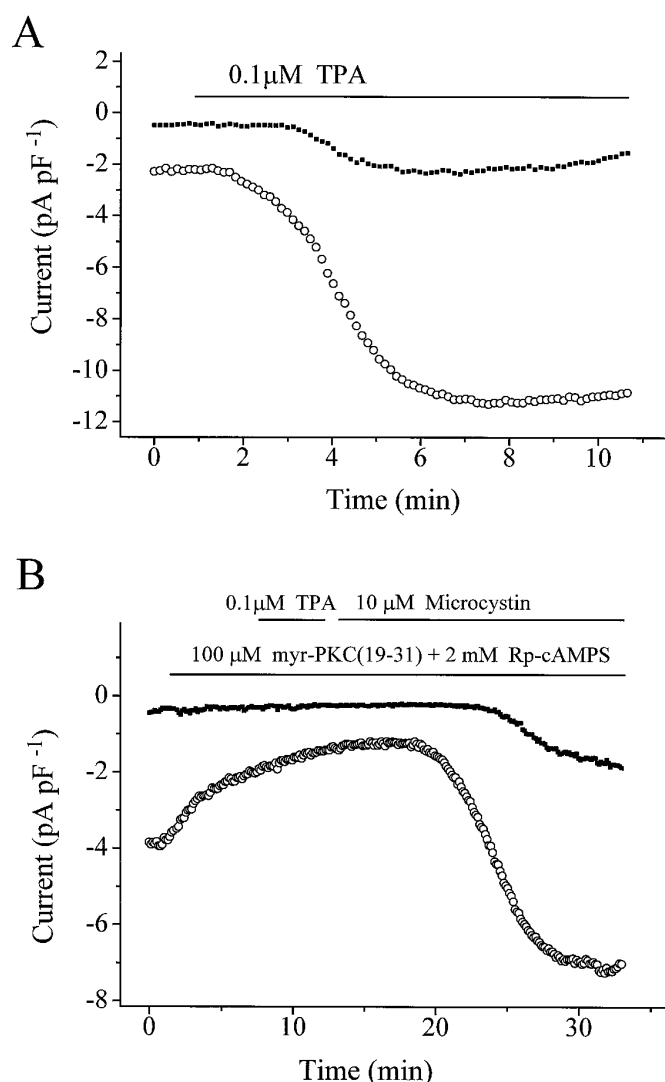 A
0.1μM TPA
2
0
-2
-4
-6
-8
-10
-12
Current (pA pF -1)
0 2 4 6 8 10
Time (min)
B
0.1μM TPA 10 μM Microcystin
100 μM myr-PKC(19-31) + 2 mM Rp-cAMPS
0
-2
-4
-6
-8
Current (pA pF -1)
0 10 20 30
Time (min)